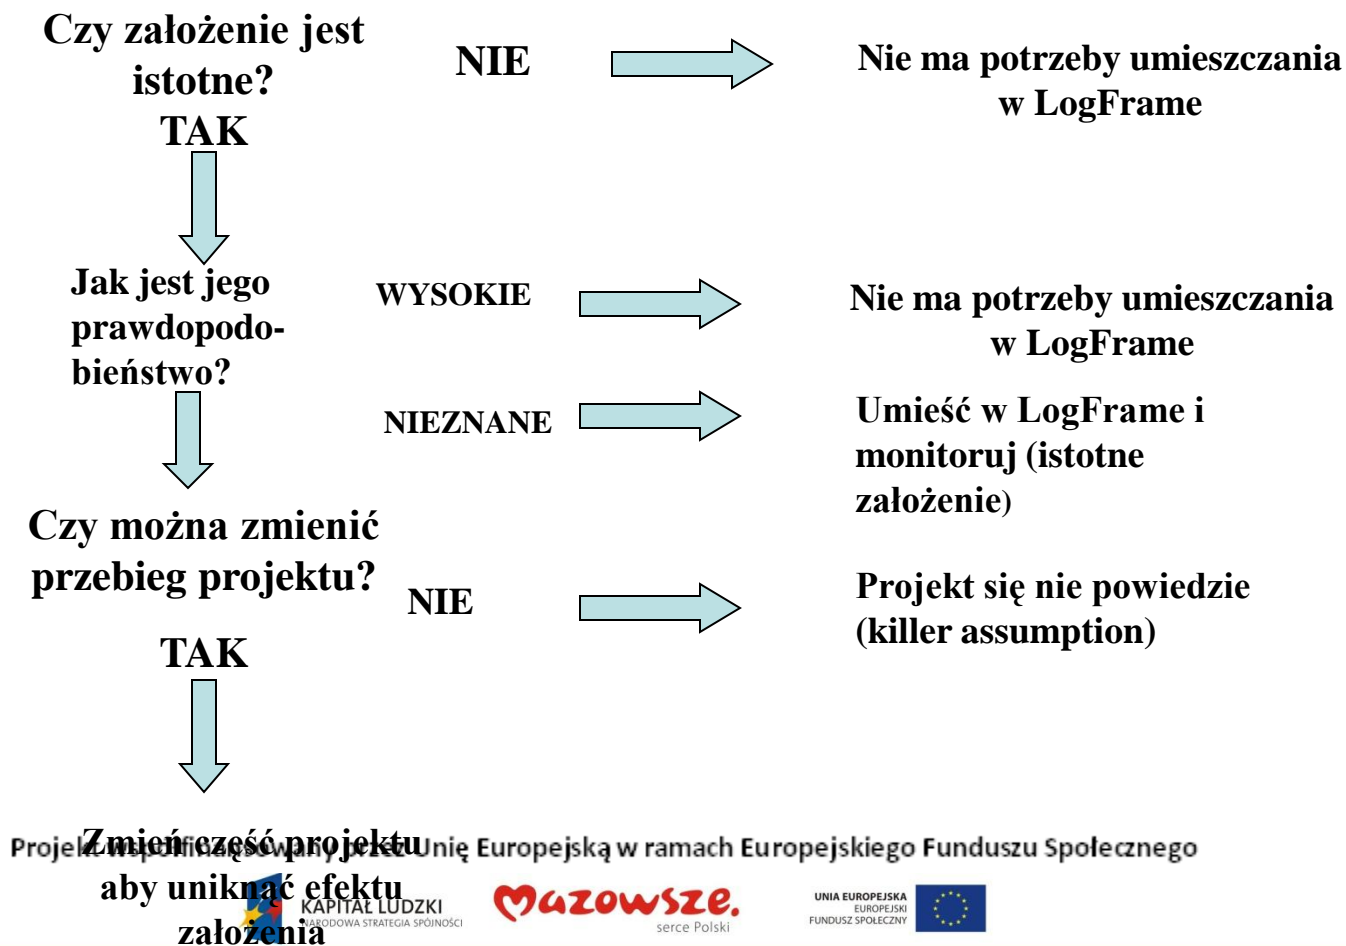 Czy założenie jest
istotne?
TAK
NIE
Nie ma potrzeby umieszczania
w LogFrame
Jak jest jego
prawdopodo-
bieństwo?
WYSOKIE
Nie ma potrzeby umieszczania
w LogFrame
NIEZNANE
Umieść w LogFrame i
monitoruj (istotne
założenie)
Czy można zmienić
przebieg projektu?
NIE
Projekt się nie powiedzie
(killer assumption)
TAK
Zmień część projektu
aby uniknąć efektu
założenia
Projekt współfinansowany przez Unię Europejską w ramach Europejskiego Funduszu Społecznego
KAPITAŁ LUDZKI
NARODOWA STRATEGIA SPÓJNOŚCI
Mazowsze.
serce Polski
UNIA EUROPEJSKA
EUROPEJSKI
FUNDUSZ SPOŁECZNY